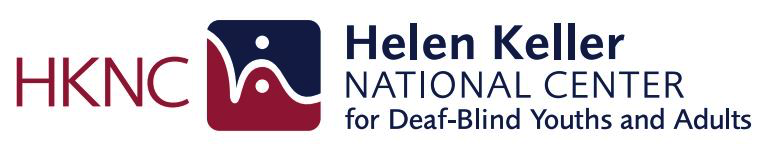 HKNC
Helen Keller
NATIONAL CENTER
for Deaf-Blind Youths and Adults